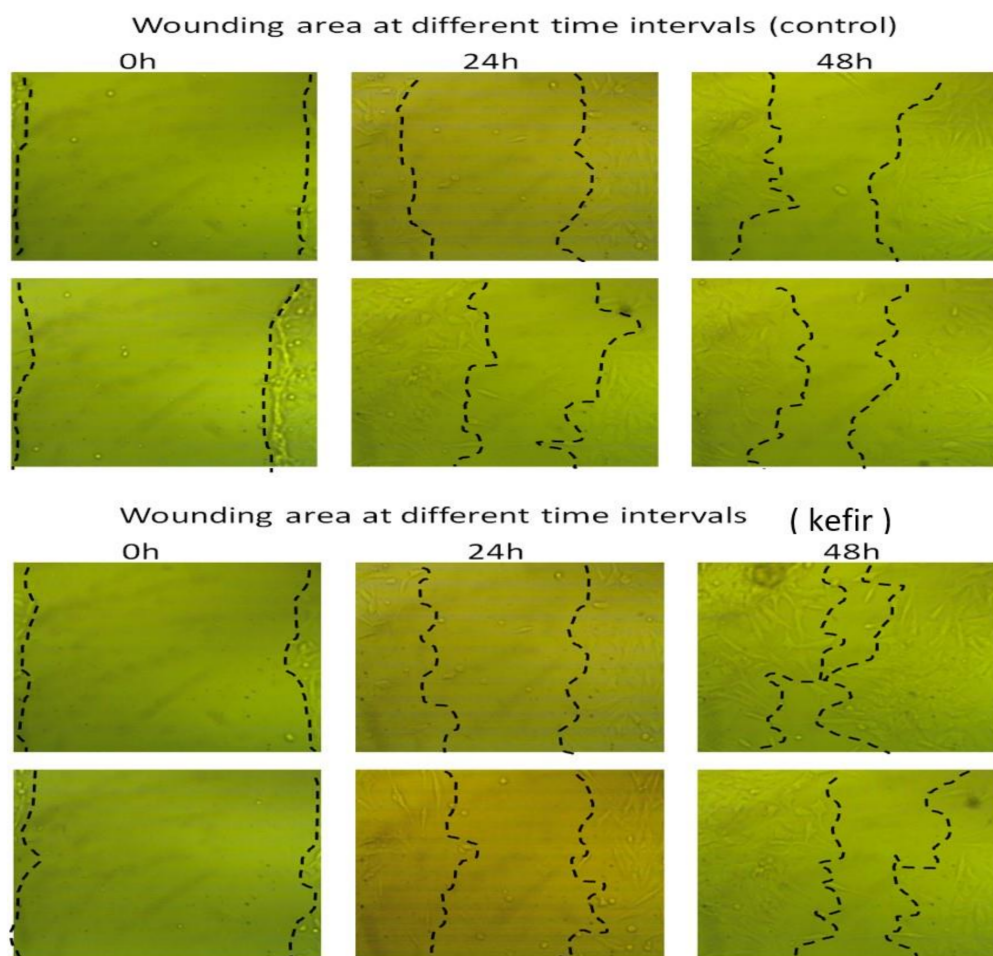 Wounding area at different time intervals (control)
0h 24h 48h
Wounding area at different time intervals ( kefir )
0h 24h 48h